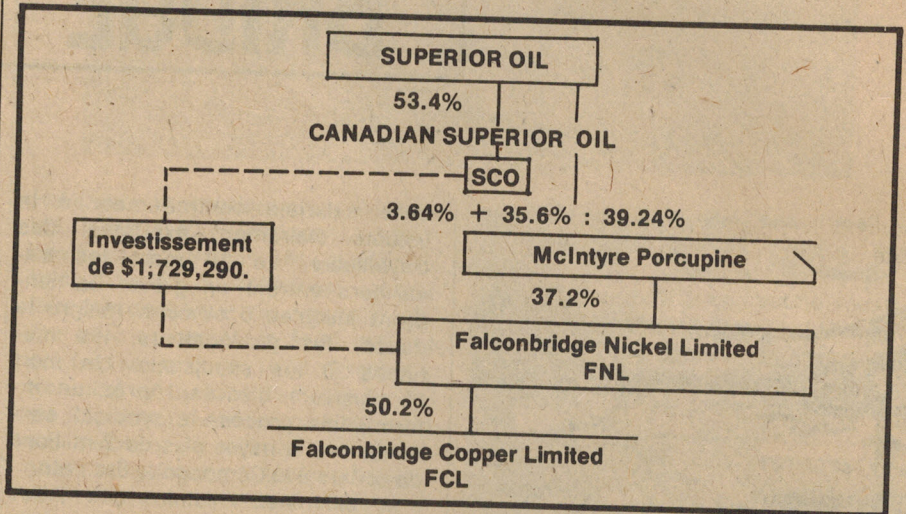 SUPERIOR OIL
53.4%
CANADIAN SUPERIOR OIL
SCO
3.64% + 35.6% : 39.24%
Investissement
de $1,729,290.
McIntyre Porcupine
37.2%
Falconbridge Nickel Limited
FNL
50.2%
Falconbridge Copper Limited
FCL